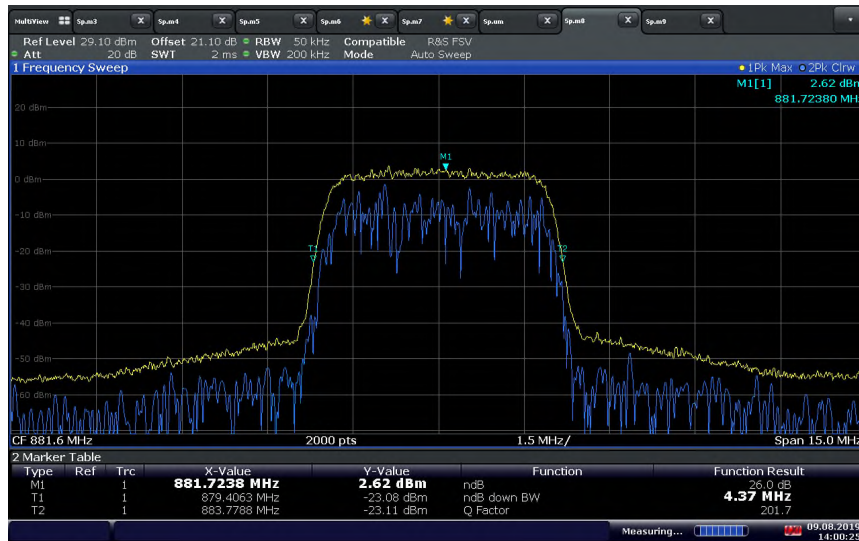 MultiView Sp.m3 X Sp.m4 X Sp.m5 X Sp.m6 X Sp.m7 X Sp.um X Sp.m8 X Sp.m9 X
Ref Level 29.10 dBm Offset 21.10 dB RBW 50 kHz Compatible R&S FSV
Att 20 dB SWT 2 ms VBW 200 kHz Mode Auto Sweep
1 Frequency Sweep 1Pk Max 2Pk Clrw
M1[1] 2.62 dBm
881.72380 MHz
20 dBm
10 dBm
M1
0 dBm
-10 dBm
-20 dBm
T1 T2
-30 dBm
-40 dBm
-50 dBm
-60 dBm
CF 881.6 MHz 2000 pts 1.5 MHz/ Span 15.0 MHz
2 Marker Table
Type Ref Trc X-Value Y-Value Function Function Result
M1 1 881.7238 MHz 2.62 dBm ndB 26.0 dB
T1 1 879.4063 MHz -23.08 dBm ndB down BW 4.37 MHz
T2 1 883.7788 MHz -23.11 dBm Q Factor 201.7
Measuring... 09.08.2019
14:00:25